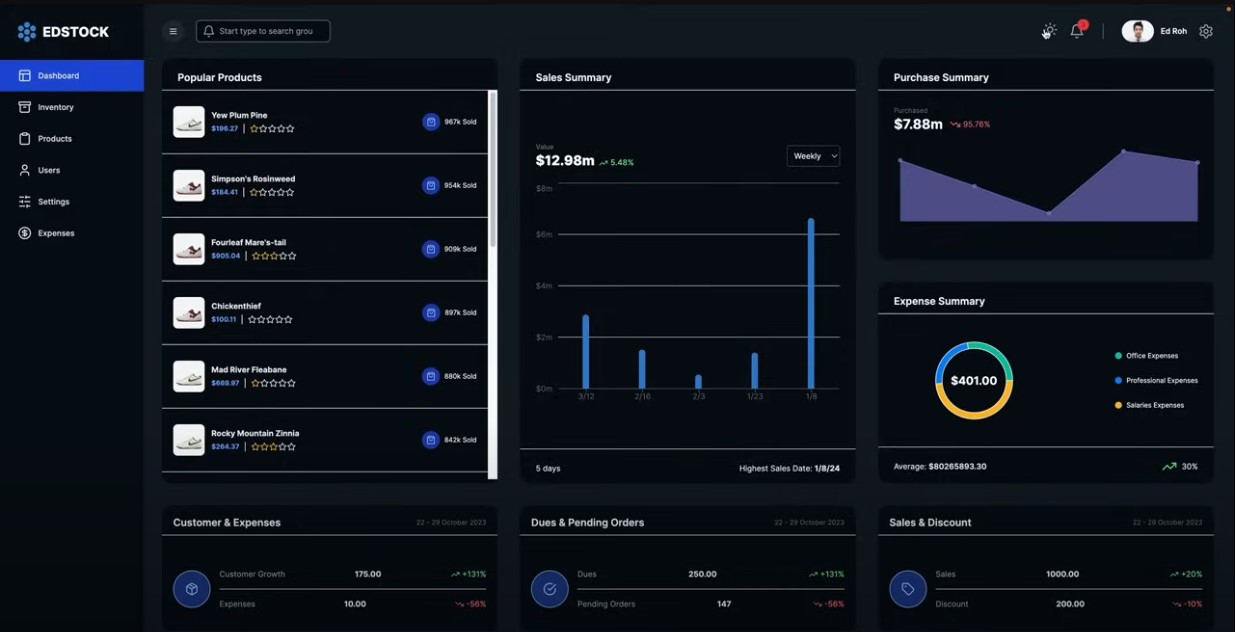 EDSTOCK
Start type to search grou
3
Ed Roh
Dashboard
Inventory
Products
Users
Settings
Expenses
Popular Products
Yew Plum Pine
$196.27 |
967k Sold
Simpson's Rosinweed
$184.41 |
954k Sold
Fourleaf Mare's-tail
$905.04 |
909k Sold
Chickenthief
$100.11 |
897k Sold
Mad River Fleabane
$669.97 |
880k Sold
Rocky Mountain Zinnia
$264.37 |
842k Sold
Sales Summary
Value
$12.98m 5.48%
Weekly
$8m
$6m
$4m
$2m
$0m
3/12 2/16 2/3 1/23 1/8
5 days Highest Sales Date: 1/8/24
Purchase Summary
Purchased
$7.88m 95.76%
Expense Summary
$401.00
Office Expenses
Professional Expenses
Salaries Expenses
Average: $80265893.30 30%
Customer & Expenses 22 - 29 October 2023
Customer Growth 175.00 +131%
Expenses 10.00 -56%
Dues & Pending Orders 22 - 29 October 2023
Dues 250.00 +131%
Pending Orders 147 -56%
Sales & Discount 22 - 29 October 2023
Sales 1000.00 +20%
Discount 200.00 -10%